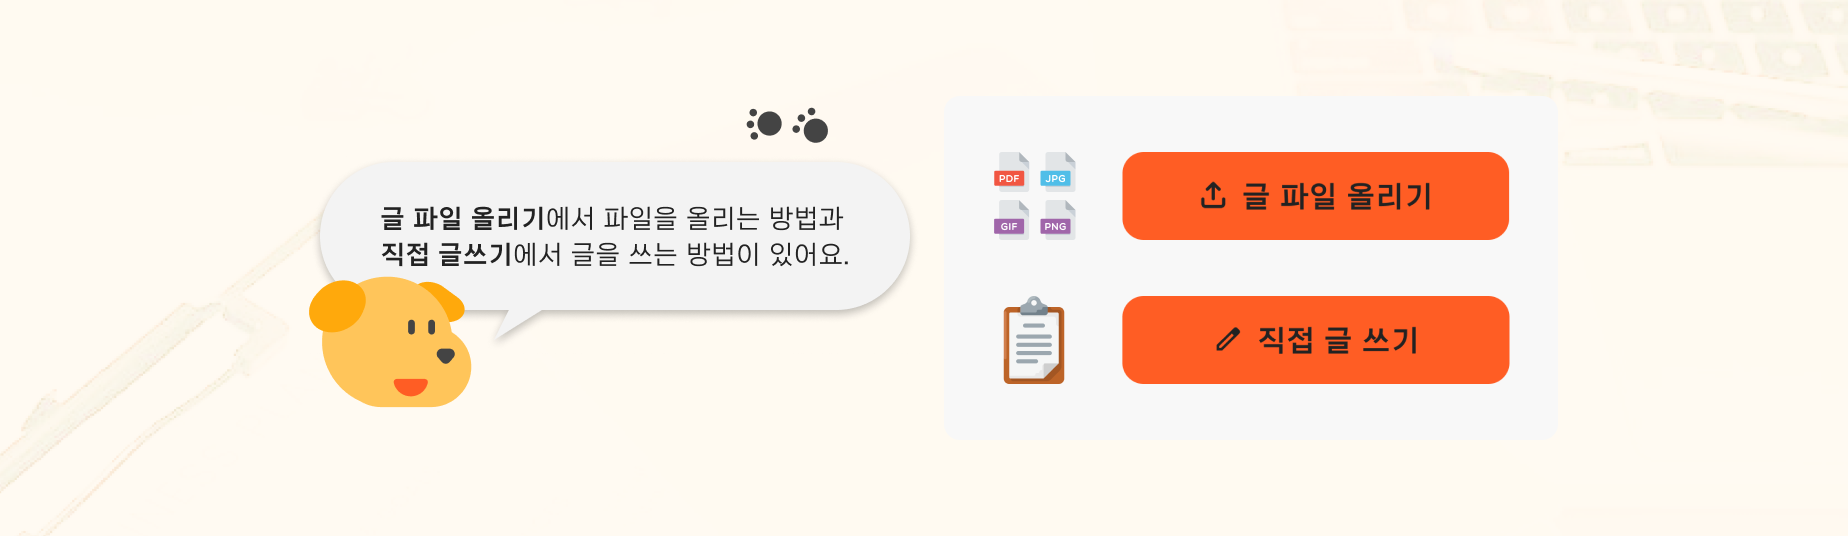 글 파일 올리기에서 파일을 올리는 방법과
직접 글쓰기에서 글을 쓰는 방법이 있어요.
PDF JPG
GIF PNG
글 파일 올리기
직접 글 쓰기